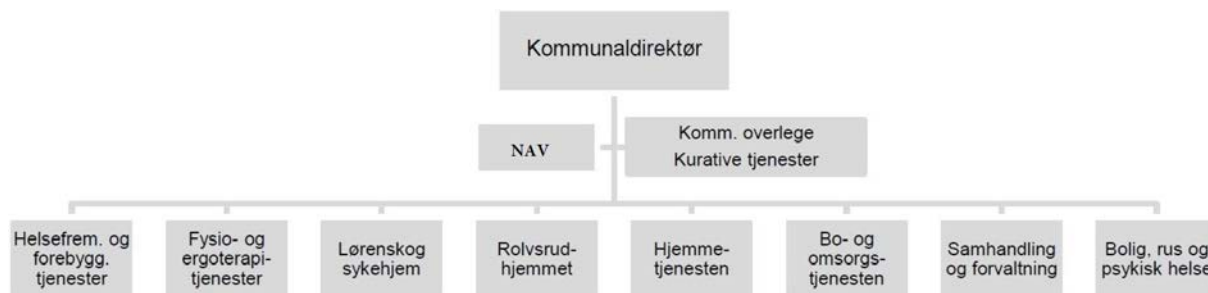 Kommunaldirektør
NAV
Komm. overlege
Kurative tjenester
Helsefrem. og
forebygg.
tjenester
Fysio- og
ergoterapi-
tjenester
Lørenskog
sykehjem
Rolvsrud-
hjemmet
Hjemme-
tjenesten
Bo- og
omsorgs-
tjenesten
Samhandling
og forvaltning
Bolig, rus og
psykisk helse